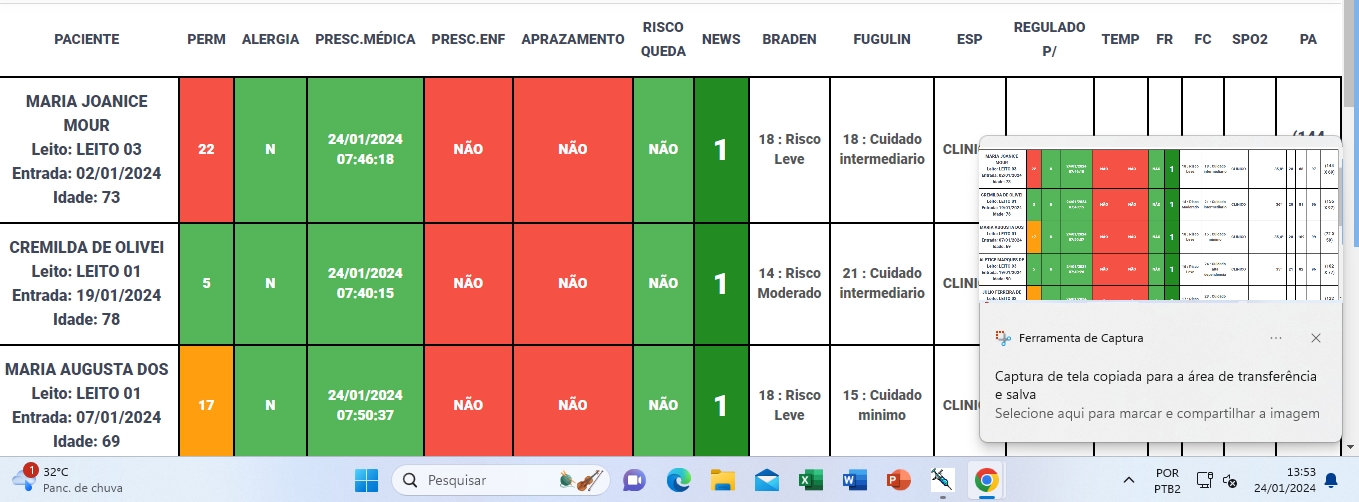 PACIENTE PERM ALERGIA PRESC.MÉDICA PRESC.ENF APRAZAMENTO RISCO QUEDA NEWS BRADEN FUGULIN ESP REGULADO P/ TEMP FR FC SPO2 PA
MARIA JOANICE
MOUR
Leito: LEITO 03
Entrada: 02/01/2024
Idade: 73
22
N
24/01/2024
07:46:18
NÃO
NÃO
NÃO
1
18 : Risco
Leve
18 : Cuidado
intermediario
CLINI
(144
CREMILDA DE OLIVEI
Leito: LEITO 01
Entrada: 19/01/2024
Idade: 78
5
N
24/01/2024
07:40:15
NÃO
NÃO
NÃO
1
14 : Risco
Moderado
21 : Cuidado
intermediario
CLINI
MARIA AUGUSTA DOS
Leito: LEITO 01
Entrada: 07/01/2024
Idade: 69
17
N
24/01/2024
07:50:37
NÃO
NÃO
NÃO
1
18 : Risco
Leve
15 : Cuidado
minimo
CLINI
Ferramenta de Captura
Captura de tela copiada para a área de transferência
e salva
Selecione aqui para marcar e compartilhar a imagem
1
32°C
Panc. de chuva
Pesquisar
POR
PTB2
13:53
24/01/2024